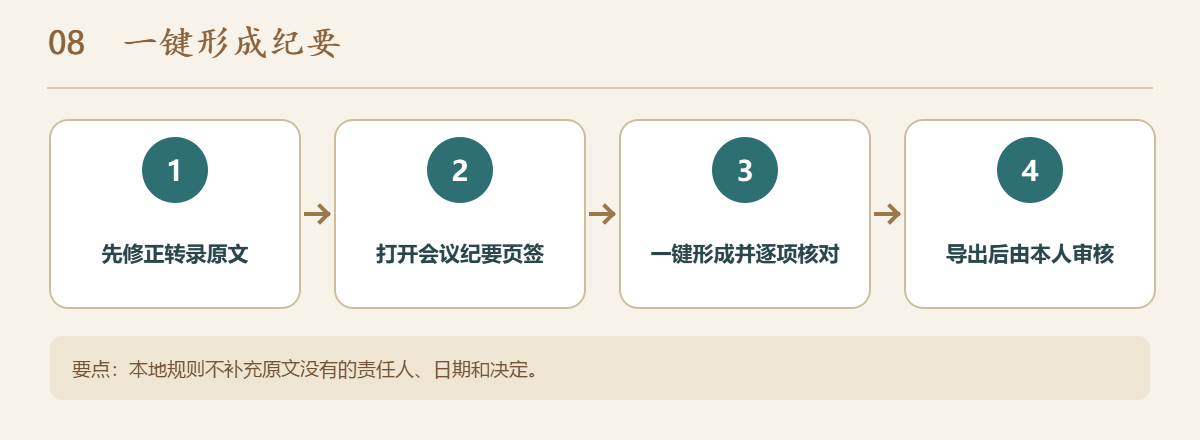 08 一键形成纪要
1
先修正转录原文
2
打开会议纪要页签
3
一键形成并逐项核对
4
导出后由本人审核
要点：本地规则不补充原文没有的责任人、日期和决定。